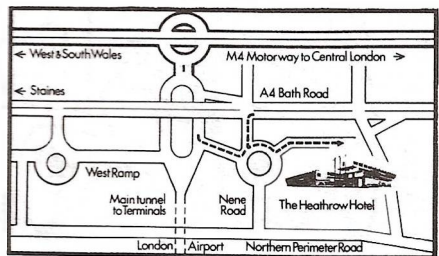 ← West & South Wales
M4 Motorway to Central London →
← Staines
A4 Bath Road
West Ramp
Main tunnel
to Terminals
Nene
Road
The Heathrow Hotel
London Airport
Northern Perimeter Road